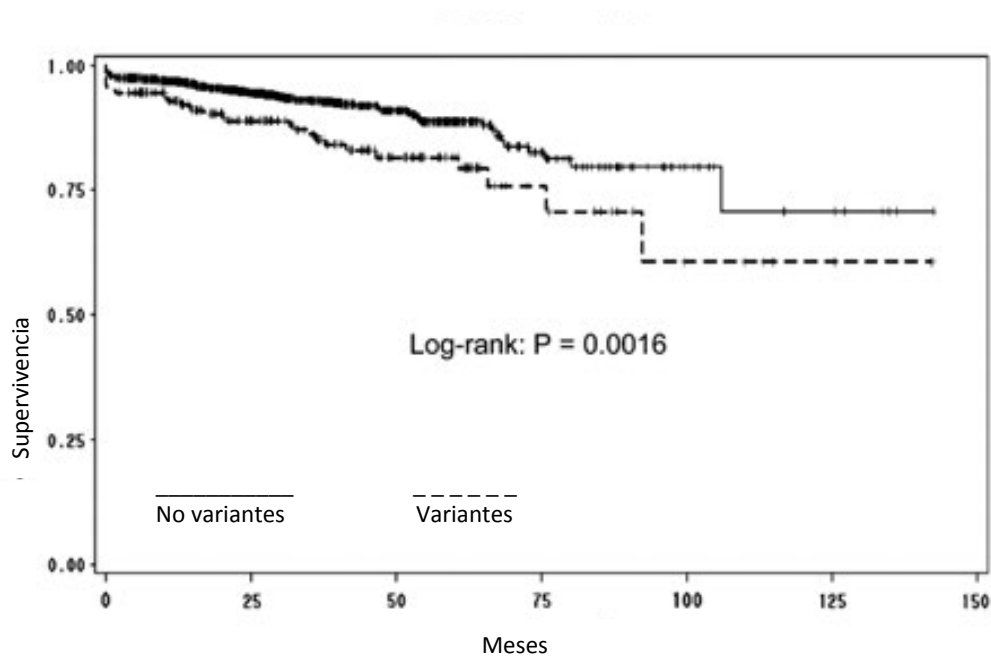 1.00
0.75
0.50
0.25
0.00
Supervivencia
Log-rank: P = 0.0016
No variantes
Variantes
0 25 50 75 100 125 150
Meses